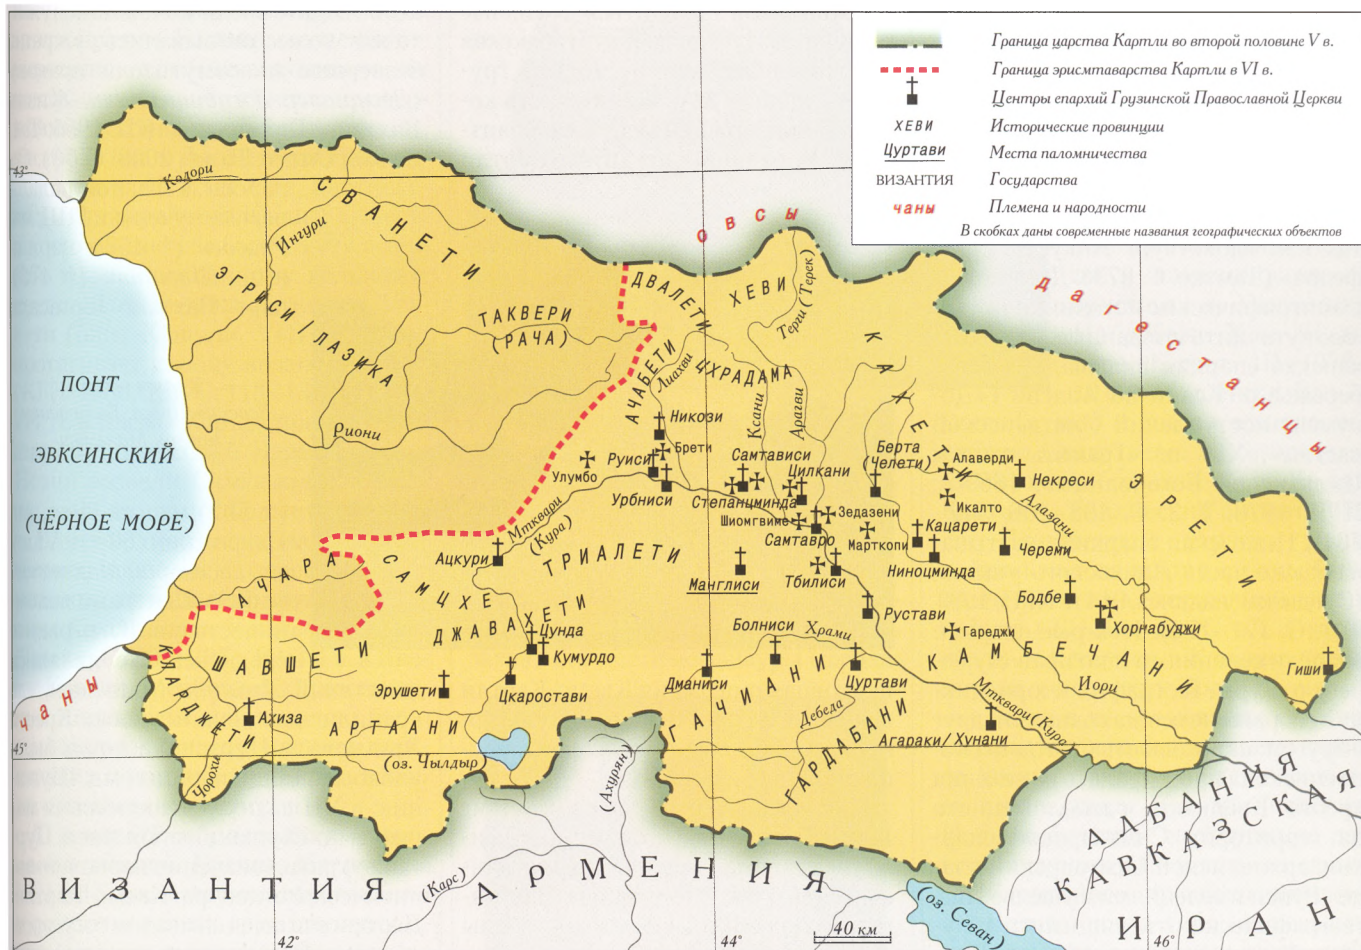 Граница царства Картли во второй половине V в.
Граница эрисмтаварства Картли в VI в.
Центры епархий Грузинской Православной Церкви
ХЕВИ
Исторические провинции
Цуртави
Места паломничества
ВИЗАНТИЯ
Государства
чаны
Племена и народности
В скобках даны современные названия географических объектов
43°
Кодори
СВАНЕТИ
Ингури
овсы
ЭГРИСИ / ЛАЗИКА
ДВАЛЕТИ
ХЕВИ
Терги (Терек)
дагестанцы
ТАКВЕРИ
(РАЧА)
КАХЕТИ
АЧАБЕТИ
Лиахви
ЦХРАДАМА
Ксани
Арагви
ПОНТ
ЭВКСИНСКИЙ
(ЧЁРНОЕ МОРЕ)
Риони
Никози
Брети
Улумбо
Руиси
Урбниси
Самтависи
Цилкани
Степанцминда
Берта
(Челети)
Алаверди
Некреси
ЭРЕТИ
Икалто
Алазани
Шиомгвиме
Зедазени
Самтавро
Марткопи
Кацарети
Череми
Ниноцминда
Мтквари
(Кура)
Ацкури
ТРИАЛЕТИ
Манглиси
Тбилиси
АЧАРА
САМЦХЕ
Бодбе
Хорнабуджи
Рустави
Гареджи
ДЖАВАХЕТИ
Цунда
Кумурдо
Болниси
Храми
КАМБЕЧАНИ
ШАВШЕТИ
КЛАРДЖЕТИ
Эрушети
Цкаростави
Дманиси
ГАЧИАНИ
Цуртави
Гиши
Иори
чаны
Ахиза
АРТААНИ
Дебеда
Мтквари (Кура)
Агараки/Хунани
45°
Чорохи
(оз. Чылдыр)
(Ахурян)
ГАРДАБАНИ
АЛБАНИЯ
КАВКАЗСКАЯ
ВИЗАНТИЯ
(Карс)
АРМЕНИЯ
(оз. Севан)
ИРАН
42°
44°
40 км
46°